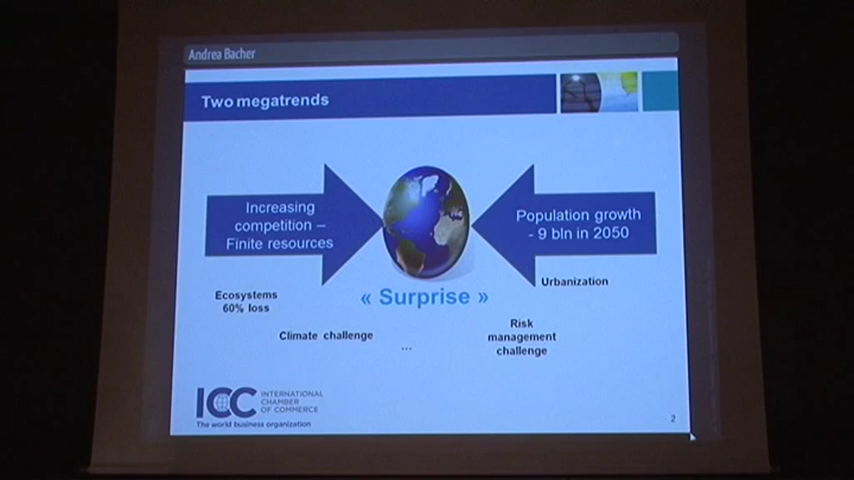 Andrea Bacher
Two megatrends
Increasing
competition –
Finite resources
Population growth
- 9 bln in 2050
« Surprise »
Urbanization
Ecosystems
60% loss
Climate challenge
...
Risk
management
challenge
ICC
INTERNATIONAL
CHAMBER
OF COMMERCE
The world business organization
2